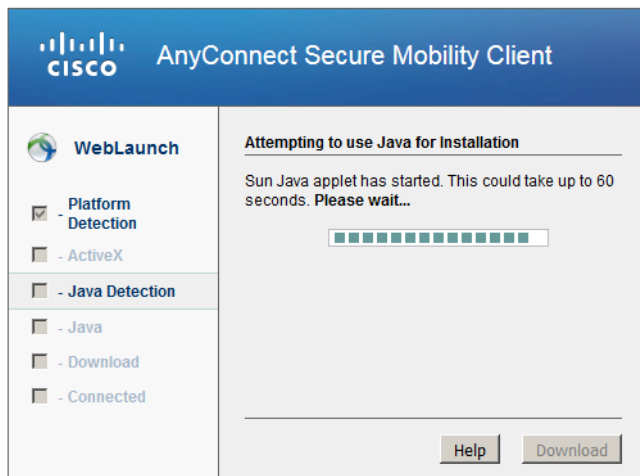 CISCO
AnyConnect Secure Mobility Client
WebLaunch
- Platform
Detection
- ActiveX
- Java Detection
- Java
- Download
- Connected
Attempting to use Java for Installation
Sun Java applet has started. This could take up to 60
seconds. Please wait...
Help
Download